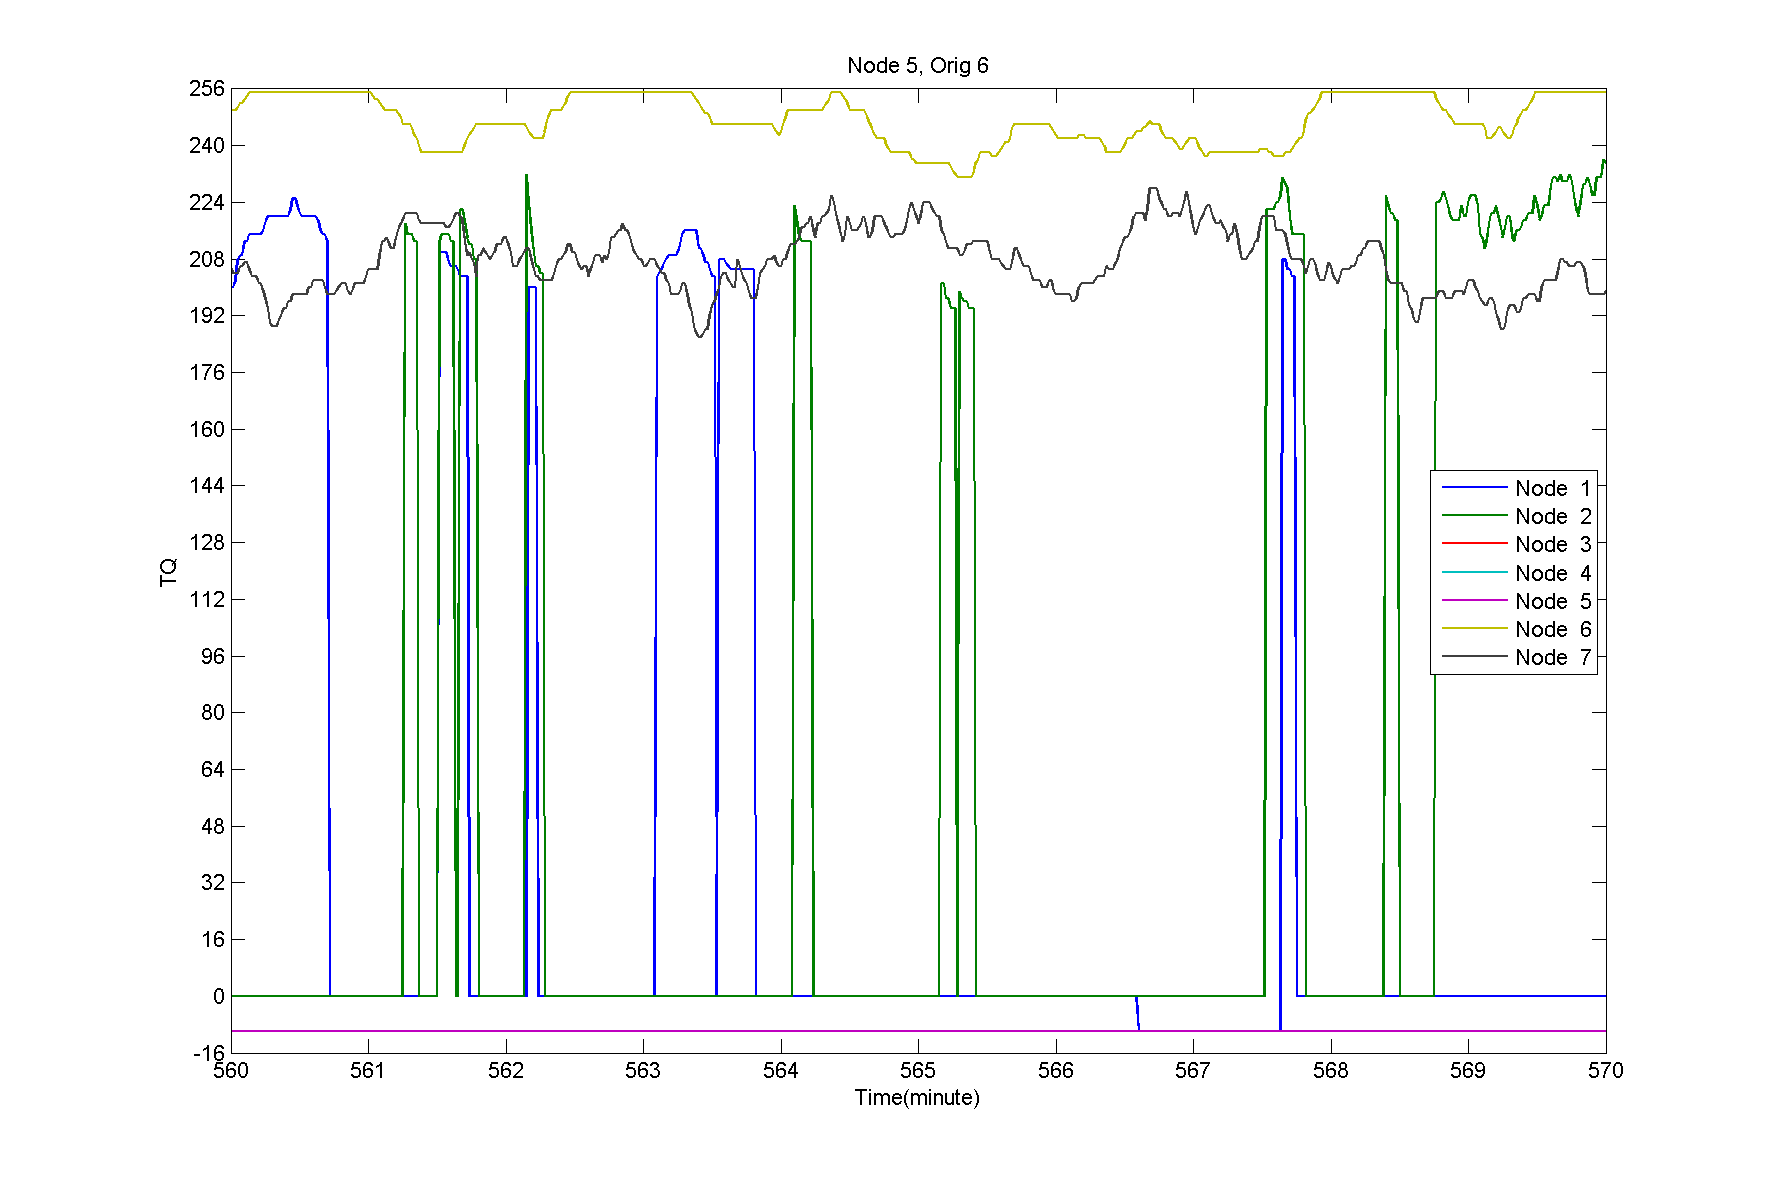 Node 5, Orig 6
256
240
224
208
192
176
160
144
128
112
96
80
64
48
32
16
0
-16
TQ
560 561 562 563 564 565 566 567 568 569 570
Time(minute)
Node 1
Node 2
Node 3
Node 4
Node 5
Node 6
Node 7